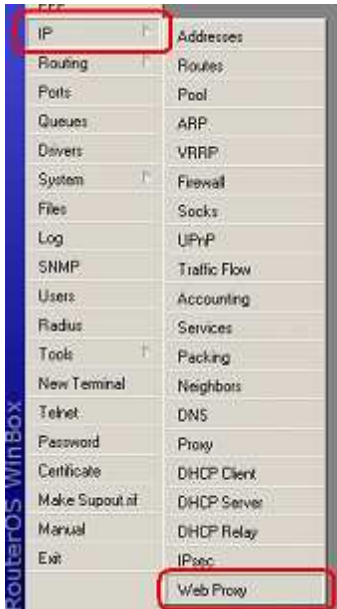 PPP
IP
Routing
Ports
Queues
Drivers
System
Files
Log
SNMP
Users
Radius
Tools
New Terminal
Telnet
Password
Certificate
Make Supout.rif
Manual
Exit
Addresses
Routes
Pool
ARP
VRRP
Firewall
Socks
UPnP
Traffic Flow
Accounting
Services
Packing
Neighbors
DNS
Proxy
DHCP Client
DHCP Server
DHCP Relay
IPsec
Web Proxy
RouterOS WinBox